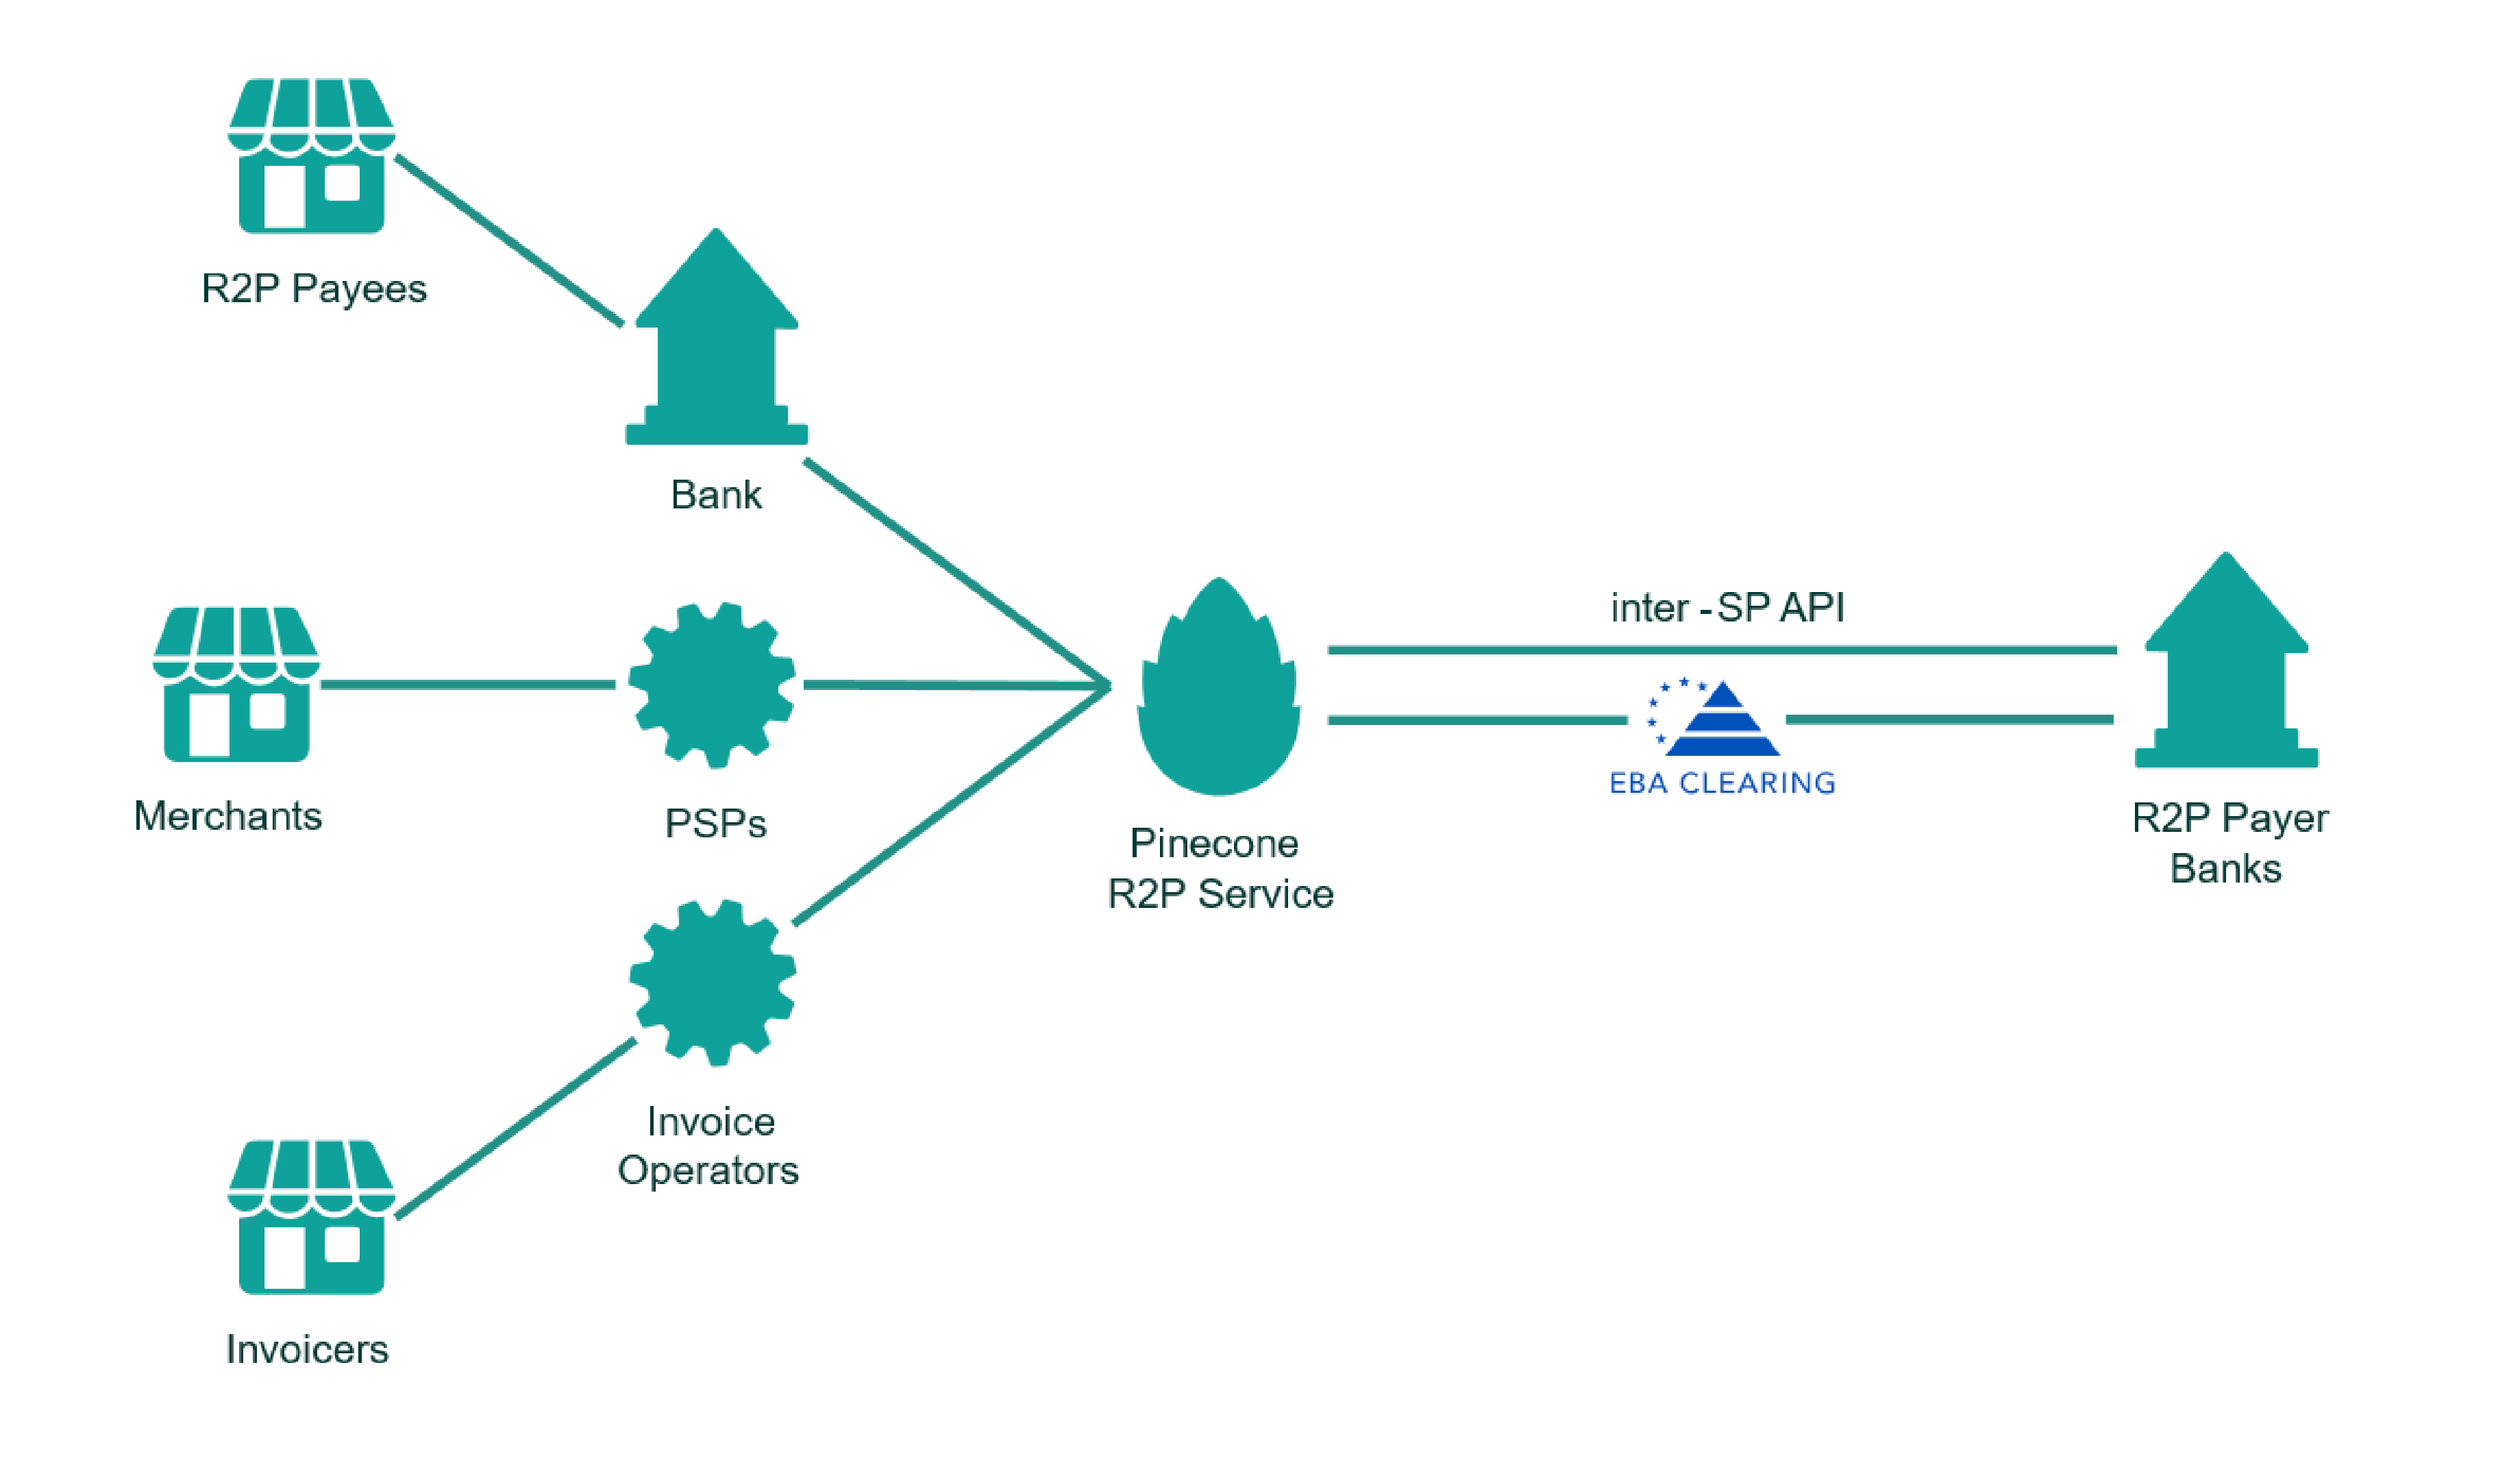 R2P Payees
Bank
inter -SP API
Merchants
PSPs
EBA CLEARING
Pinecone
R2P Service
R2P Payer
Banks
Invoice
Operators
Invoicers